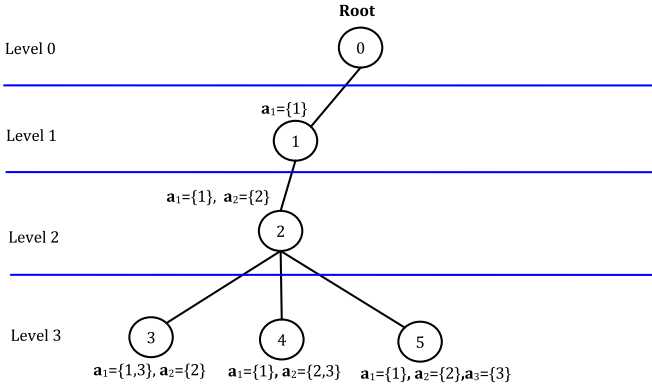 Root
Level 0
0
a₁={1}
Level 1
1
a₁={1}, a₂={2}
Level 2
2
Level 3
3
4
5
a₁={1,3}, a₂={2}
a₁={1}, a₂={2,3}
a₁={1}, a₂={2},a₃={3}